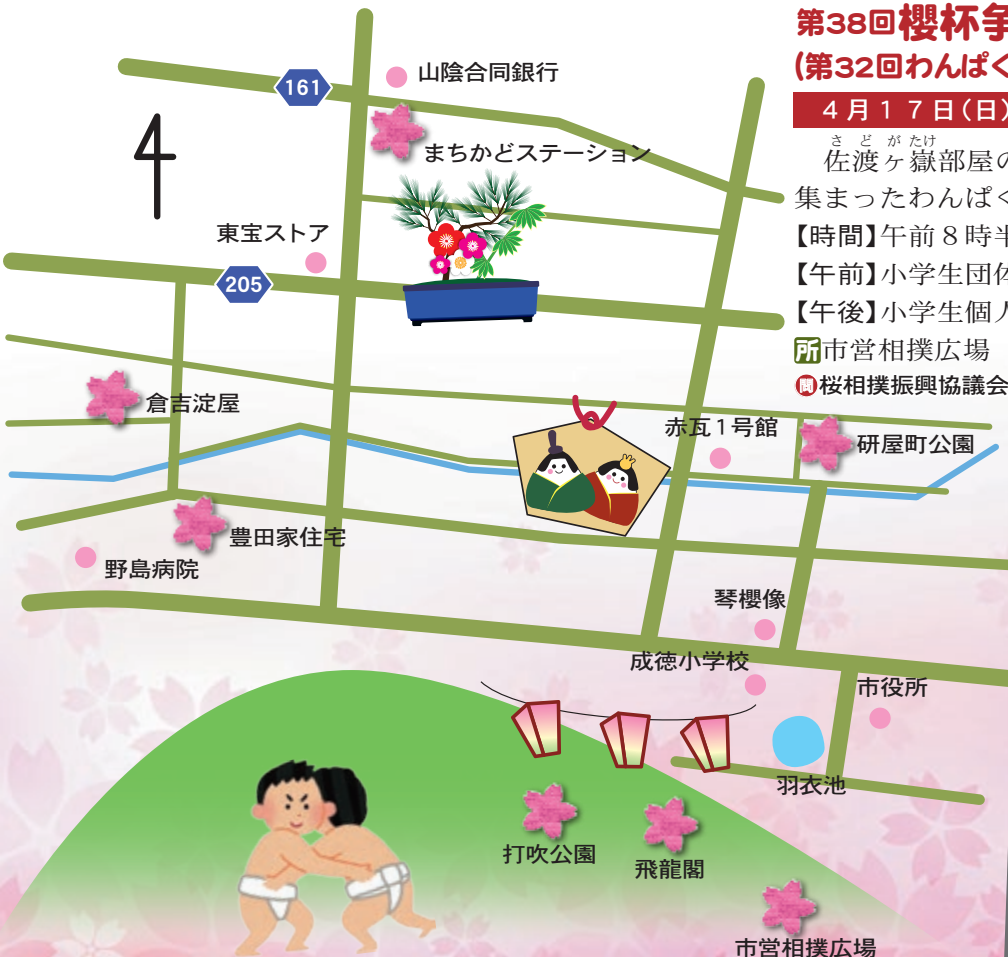 第38回櫻杯争
(第32回わんぱく
4月17日(日)
さどがたけ
佐渡ヶ嶽部屋の
集まったわんぱく
【時間】午前8時半
【午前】小学生団体
【午後】小学生個人
所市営相撲広場
問桜相撲振興協議会
161
山陰合同銀行
まちかどステーション
東宝ストア
205
倉吉淀屋
赤瓦1号館
研屋町公園
豊田家住宅
野島病院
琴櫻像
成徳小学校
市役所
羽衣池
打吹公園
飛龍閣
市営相撲広場